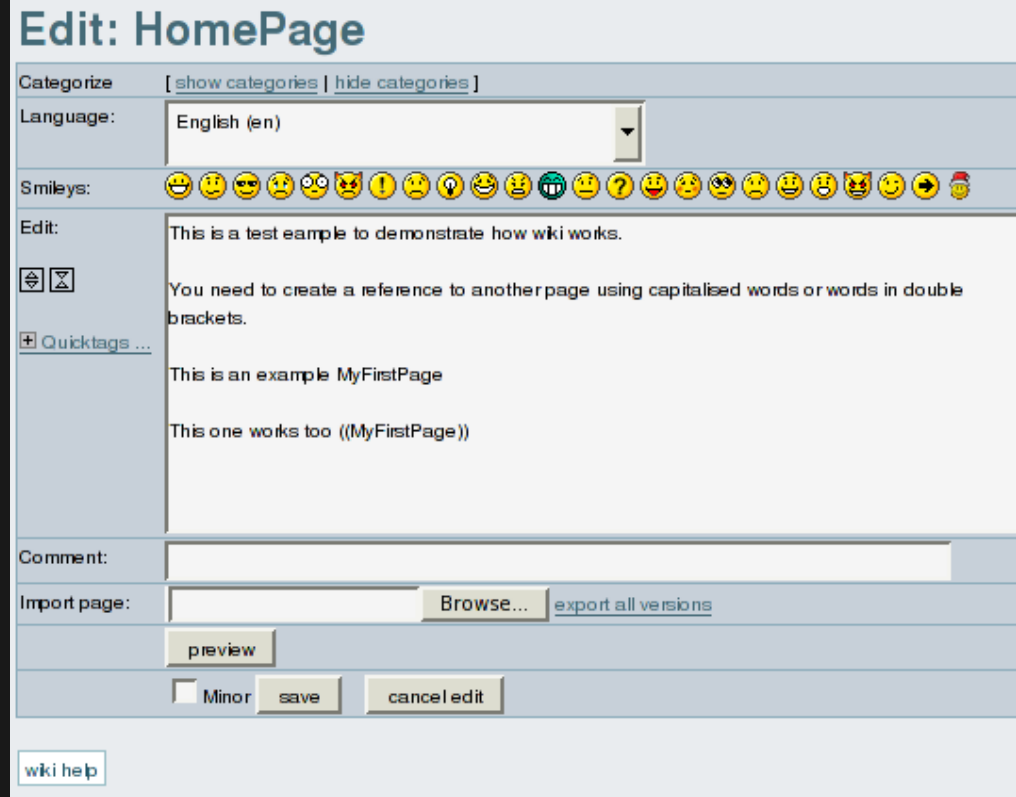 Edit: HomePage
Categorize [ show categories | hide categories ]
Language: English (en)
Smileys:
Edit:
This is a test eample to demonstrate how wiki works.
You need to create a reference to another page using capitalised words or words in double
brackets.
Quicktags ...
This is an example MyFirstPage
This one works too ((MyFirstPage))
Comment:
Import page: Browse... export all versions
preview
Minor save cancel edit
wiki help